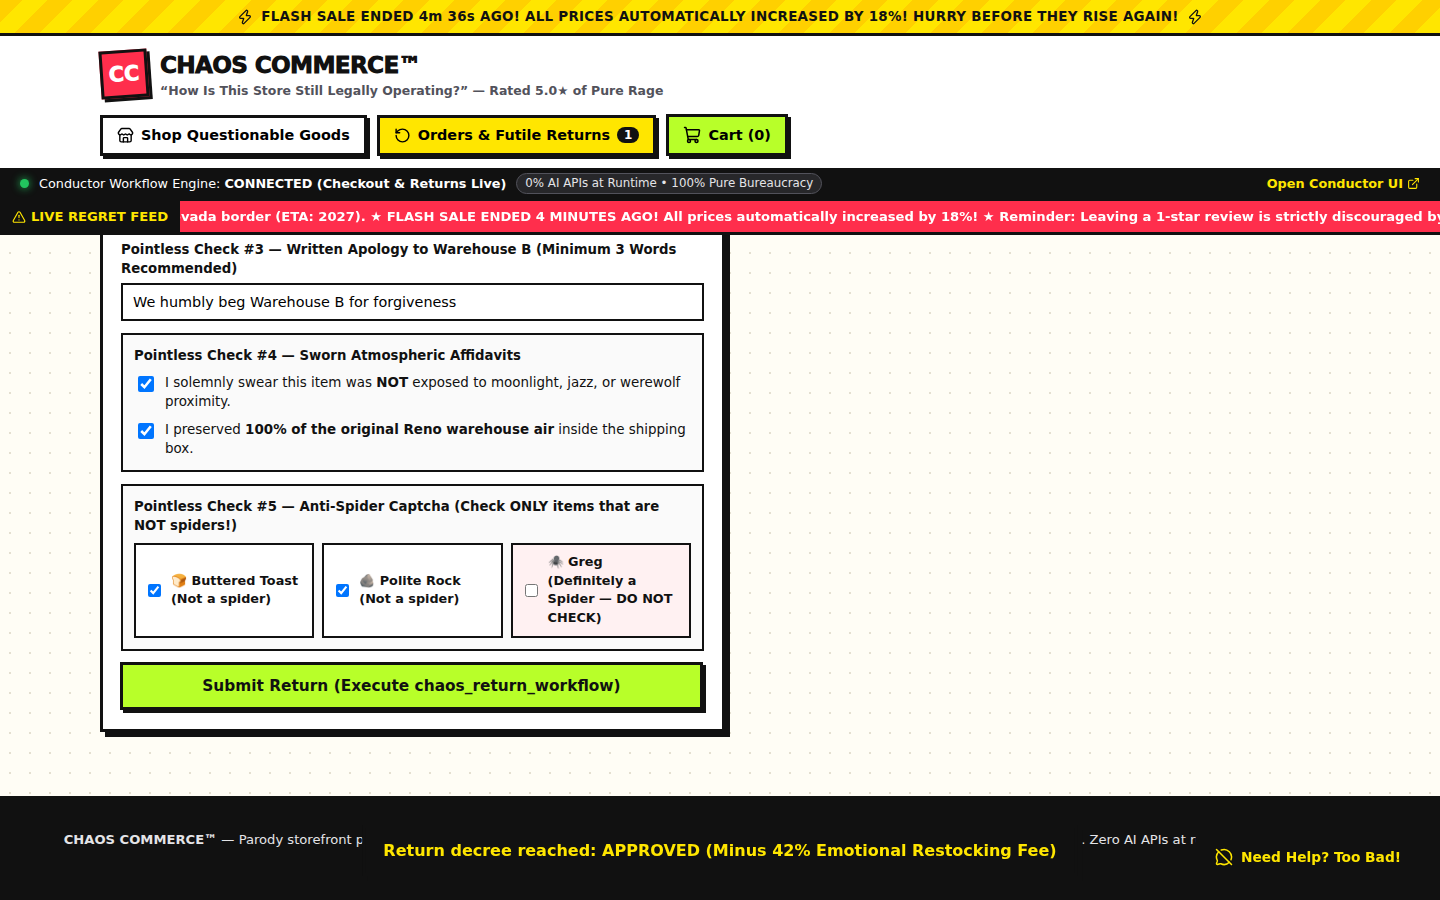 FLASH SALE ENDED 4m 36s AGO! ALL PRICES AUTOMATICALLY INCREASED BY 18%! HURRY BEFORE THEY RISE AGAIN!
CC
CHAOS COMMERCE™
“How Is This Store Still Legally Operating?” — Rated 5.0★ of Pure Rage
Shop Questionable Goods
Orders & Futile Returns 1
Cart (0)
Conductor Workflow Engine: CONNECTED (Checkout & Returns Live)
0% AI APIs at Runtime • 100% Pure Bureaucracy
Open Conductor UI
LIVE REGRET FEED
vada border (ETA: 2027). ★ FLASH SALE ENDED 4 MINUTES AGO! All prices automatically increased by 18%! ★ Reminder: Leaving a 1-star review is strictly discouraged by
Pointless Check #3 — Written Apology to Warehouse B (Minimum 3 Words
Recommended)
We humbly beg Warehouse B for forgiveness
Pointless Check #4 — Sworn Atmospheric Affidavits
I solemnly swear this item was NOT exposed to moonlight, jazz, or werewolf
proximity.
I preserved 100% of the original Reno warehouse air inside the shipping
box.
Pointless Check #5 — Anti-Spider Captcha (Check ONLY items that are
NOT spiders!)
🍞 Buttered Toast
(Not a spider)
🪨 Polite Rock
(Not a spider)
🕷️ Greg
(Definitely a
Spider — DO NOT
CHECK)
Submit Return (Execute chaos_return_workflow)
CHAOS COMMERCE™ — Parody storefront p
Return decree reached: APPROVED (Minus 42% Emotional Restocking Fee)
. Zero AI APIs at r
Need Help? Too Bad!